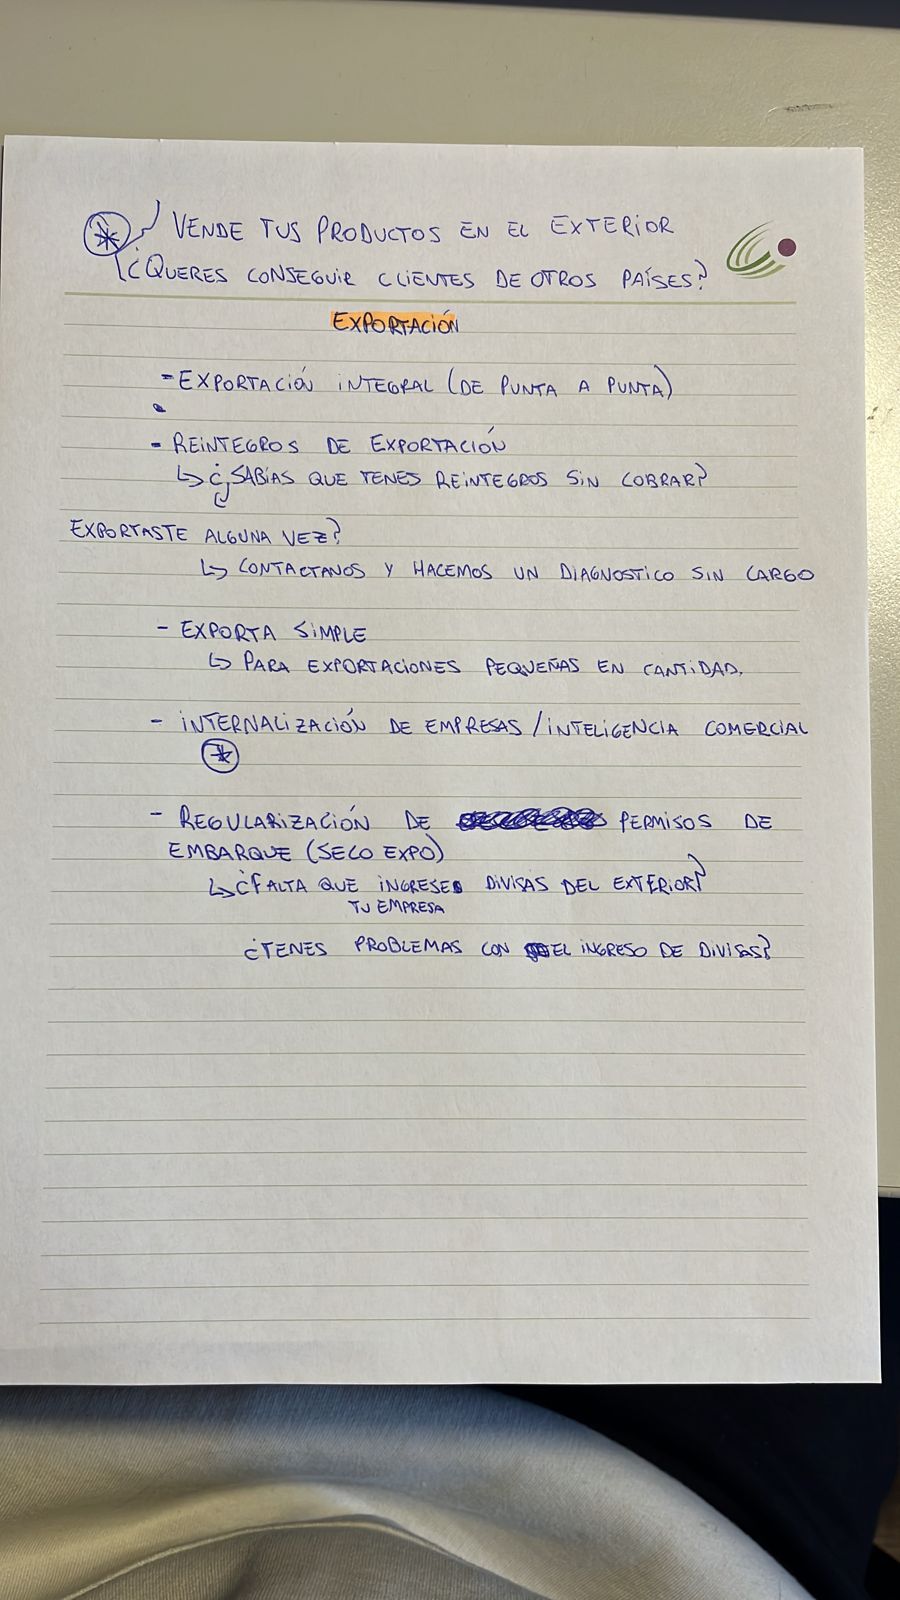 VENDE TUS PRODUCTOS EN EL EXTERIOR
¿QUERES CONSEGUIR CLIENTES DE OTROS PAÍSES?
EXPORTACIÓN
- EXPORTACIÓN INTEGRAL (DE PUNTA A PUNTA)
- REINTEGROS DE EXPORTACIÓN
↳ ¿SABÍAS QUE TENES REINTEGROS SIN COBRAR?
EXPORTASTE ALGUNA VEZ?
↳ CONTACTANOS Y HACEMOS UN DIAGNOSTICO SIN CARGO
- EXPORTA SIMPLE
↳ PARA EXPORTACIONES PEQUEÑAS EN CANTIDAD.
- INTERNALIZACIÓN DE EMPRESAS / INTELIGENCIA COMERCIAL
*
- REGULARIZACIÓN DE PERMISOS DE
EMBARQUE (SECO EXPO)
↳ ¿FALTA QUE INGRESE DIVISAS DEL EXTERIOR?
TU EMPRESA
¿TENES PROBLEMAS CON EL INGRESO DE DIVISAS?